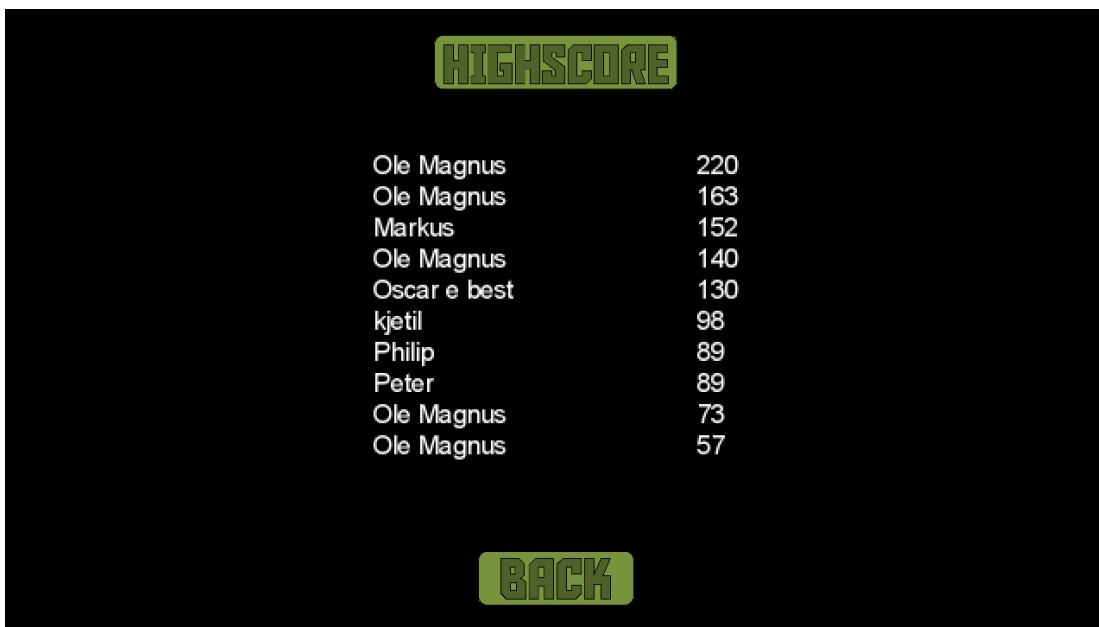 HIGHSCORE
Ole Magnus 220
Ole Magnus 163
Markus 152
Ole Magnus 140
Oscar e best 130
kjetil 98
Philip 89
Peter 89
Ole Magnus 73
Ole Magnus 57
BACK